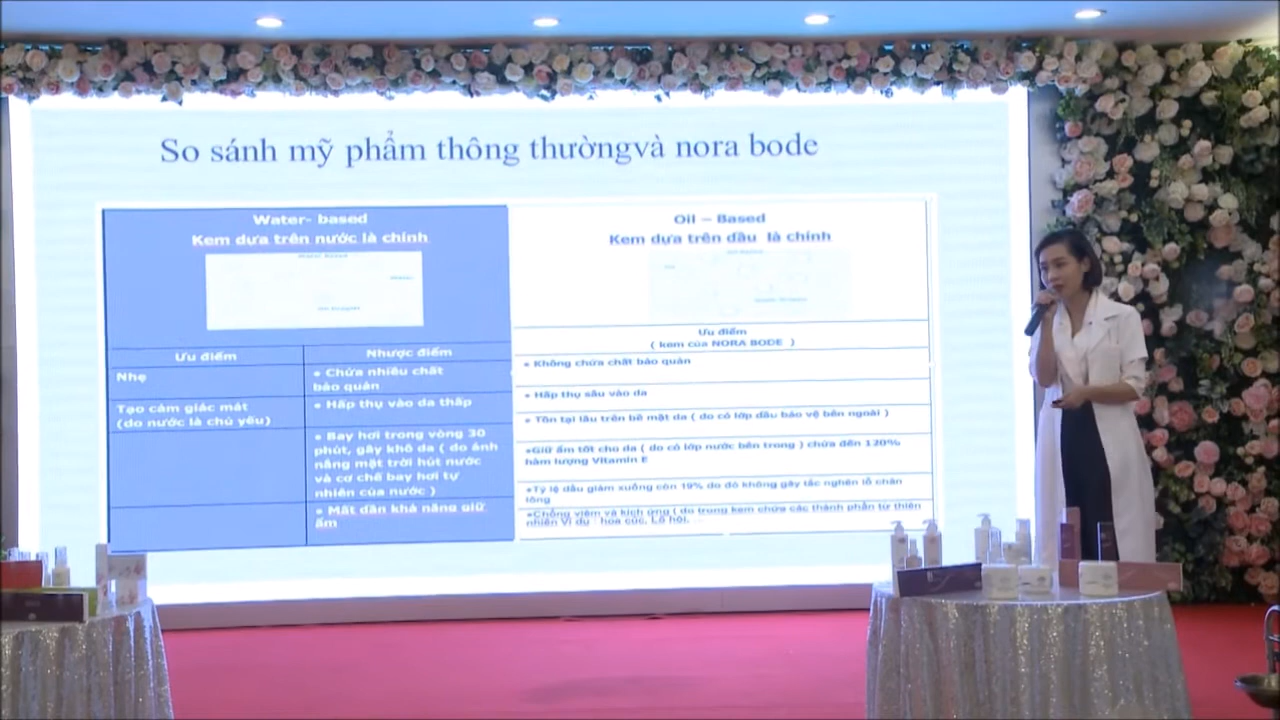 So sánh mỹ phẩm thông thườngvà nora bode
Water- based
Kem dựa trên nước là chính
Ưu điểm
Nhược điểm
Nhẹ
• Chứa nhiều chất
bảo quản
Tạo cảm giác mát
(do nước là chủ yếu)
• Hấp thụ vào da thấp
• Bay hơi trong vòng 30
phút, gây khô da ( do ánh
nắng mặt trời hút nước
và cơ chế bay hơi tự
nhiên của nước )
• Mất dần khả năng giữ
ẩm
Oil – Based
Kem dựa trên dầu là chính
Ưu điểm
( kem của NORA BODE )
• Không chứa chất bảo quản
• Hấp thụ sâu vào da
• Tồn tại lâu trên bề mặt da ( do có lớp dầu bảo vệ bên ngoài )
•Giữ ẩm tốt cho da ( do có lớp nước bên trong ) chứa đến 120%
hàm lượng Vitamin E
•Tỷ lệ dầu giảm xuống còn 19% do đó không gây tắc nghẽn lỗ chân
lông
•Chống viêm và kích ứng ( do trong kem chứa các thành phần từ thiên
nhiên Ví dụ : hoa cúc, Lô hội, ...